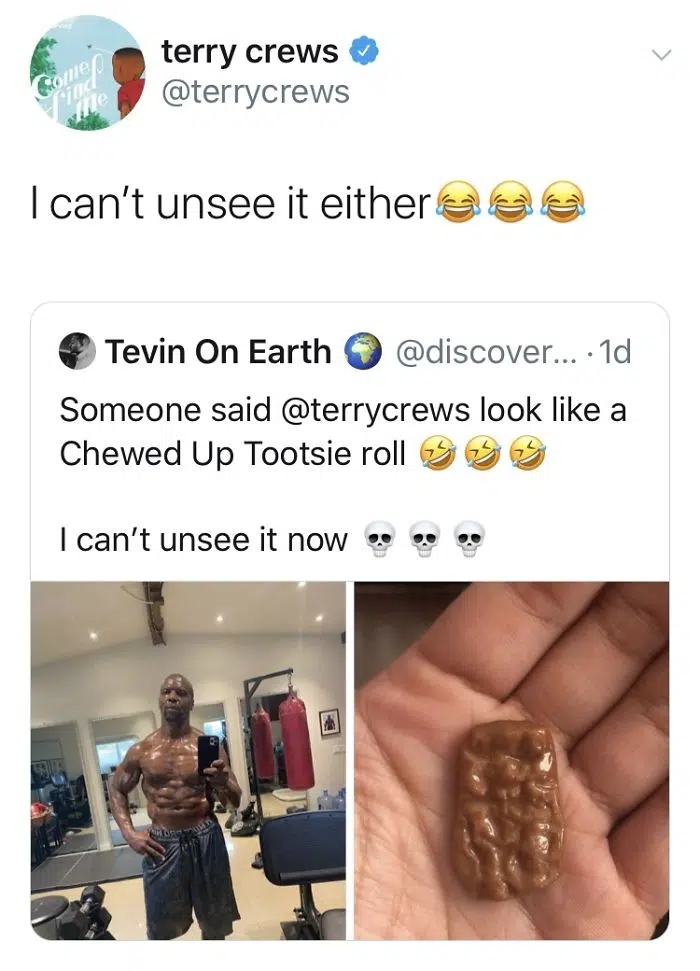 Come
Find
Me
terry crews
@terrycrews
I can’t unsee it either😂😂😂
Tevin On Earth 🌍 @discover... · 1d
Someone said @terrycrews look like a
Chewed Up Tootsie roll 🤣🤣🤣
I can’t unsee it now 💀💀💀